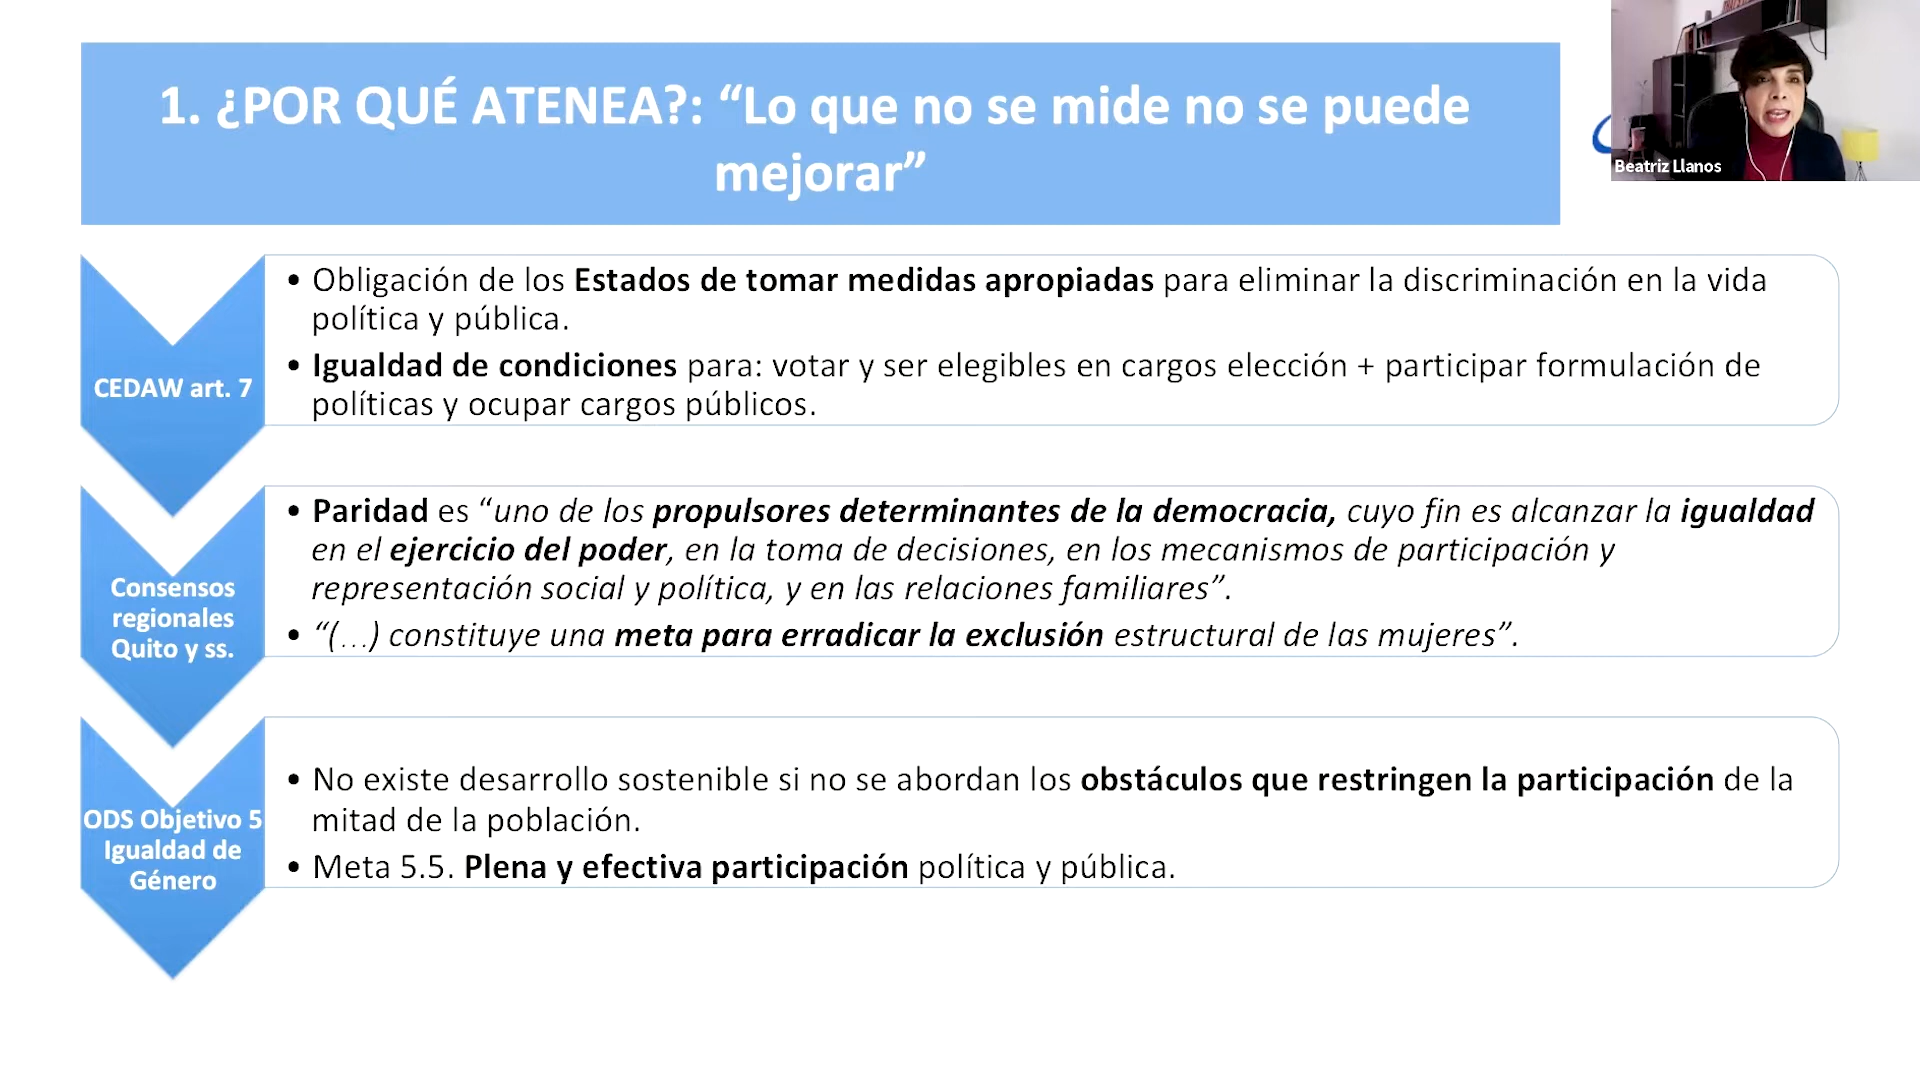 1. ¿POR QUÉ ATENEA?: “Lo que no se mide no se puede
mejorar”
Beatriz Llanos
CEDAW art. 7
• Obligación de los Estados de tomar medidas apropiadas para eliminar la discriminación en la vida
política y pública.
• Igualdad de condiciones para: votar y ser elegibles en cargos elección + participar formulación de
políticas y ocupar cargos públicos.
Consensos
regionales
Quito y ss.
• Paridad es “uno de los propulsores determinantes de la democracia, cuyo fin es alcanzar la igualdad
en el ejercicio del poder, en la toma de decisiones, en los mecanismos de participación y
representación social y política, y en las relaciones familiares”.
• “(...) constituye una meta para erradicar la exclusión estructural de las mujeres”.
ODS Objetivo 5
Igualdad de
Género
• No existe desarrollo sostenible si no se abordan los obstáculos que restringen la participación de la
mitad de la población.
• Meta 5.5. Plena y efectiva participación política y pública.